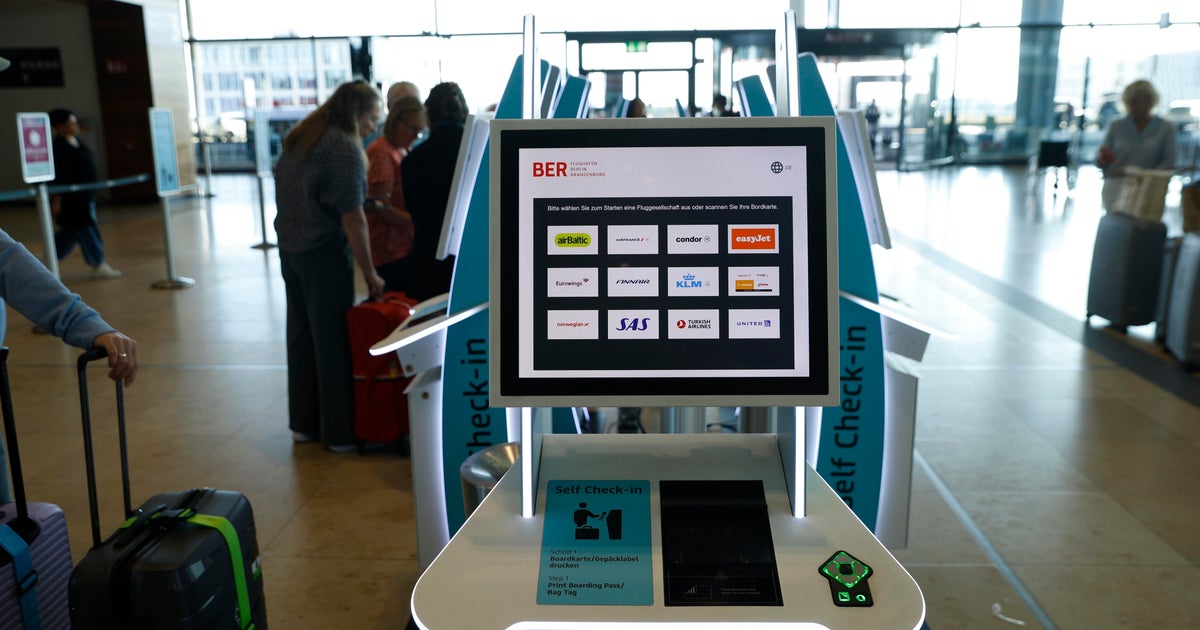 BER FLUGHAFEN
BERLIN
BRANDENBURG
DE
Bitte wählen Sie zum Starten eine Fluggesellschaft aus oder scannen Sie Ihre Bordkarte.
airBaltic
AIRFRANCE
condor
easyJet
Eurowings
FINNAIR
KLM
norwegian
SAS
TURKISH
AIRLINES
UNITED
check-in
Self Check-in
Self Check-in
Schritt 1
Boardkarte/Gepäcklabel
drucken
Step 1
Print Boarding Pass/
Bag Tag